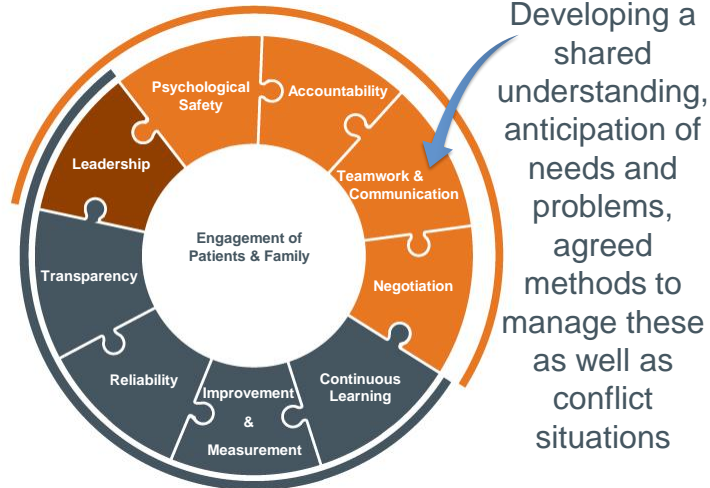 Psychological
Safety
Accountability
Leadership
Teamwork &
Communication
Engagement of
Patients & Family
Transparency
Negotiation
Reliability
Improvement
&
Measurement
Continuous
Learning
Developing a
shared
understanding,
anticipation of
needs and
problems,
agreed
methods to
manage these
as well as
conflict
situations